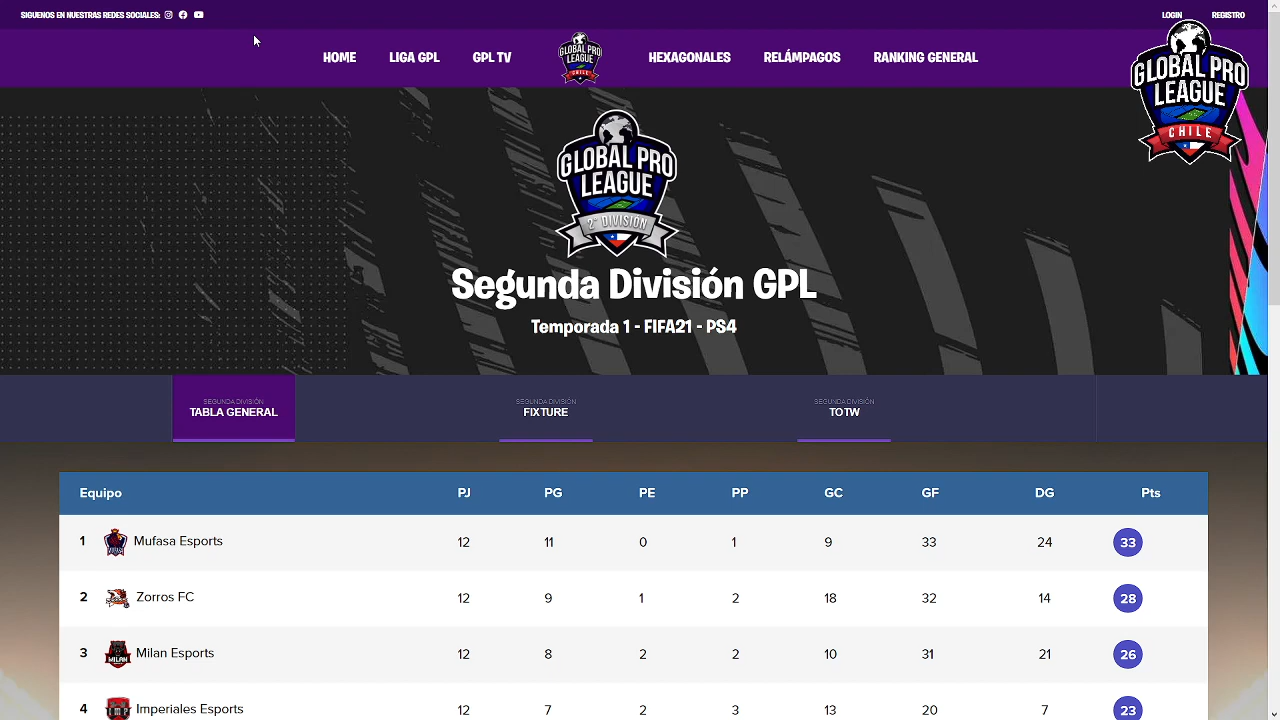 SIGUENOS EN NUESTRAS REDES SOCIALES:
LOGIN REGISTRO
HOME LIGA GPL GPL TV GLOBAL PRO LEAGUE CHILE HEXAGONALES RELÁMPAGOS RANKING GENERAL
GLOBAL PRO
LEAGUE
CHILE
GLOBAL PRO
LEAGUE
2° DIVISIÓN
Segunda División GPL
Temporada 1 - FIFA21 - PS4
SEGUNDA DIVISIÓN SEGUNDA DIVISIÓN SEGUNDA DIVISIÓN
TABLA GENERAL FIXTURE TOTW
Equipo PJ PG PE PP GC GF DG Pts
1 Mufasa Esports 12 11 0 1 9 33 24 33
2 Zorros FC 12 9 1 2 18 32 14 28
3 MILAN Milan Esports 12 8 2 2 10 31 21 26
4 Imperiales Esports 12 7 2 3 13 20 7 23